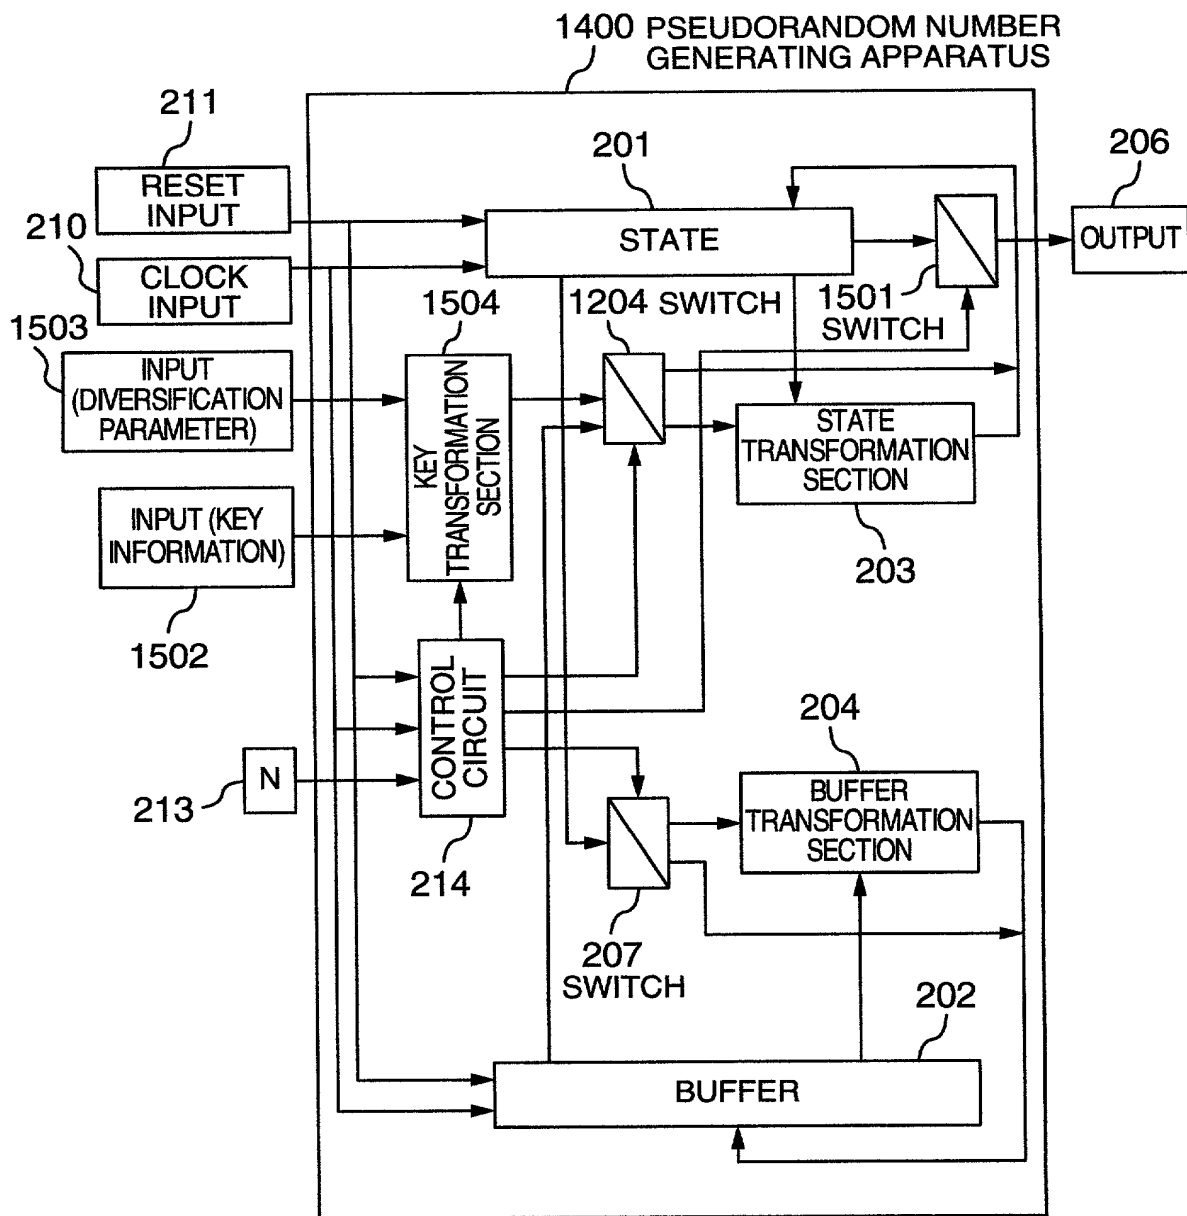 1400 PSEUDORANDOM NUMBER
GENERATING APPARATUS
211
RESET
INPUT
201
206
210
STATE
OUTPUT
CLOCK
INPUT
1503
1504
1204 SWITCH
1501
SWITCH
INPUT
(DIVERSIFICATION
PARAMETER)
KEY
TRANSFORMATION
SECTION
STATE
TRANSFORMATION
SECTION
INPUT (KEY
INFORMATION)
203
1502
CONTROL
CIRCUIT
204
N
213
BUFFER
TRANSFORMATION
SECTION
214
207
SWITCH
202
BUFFER